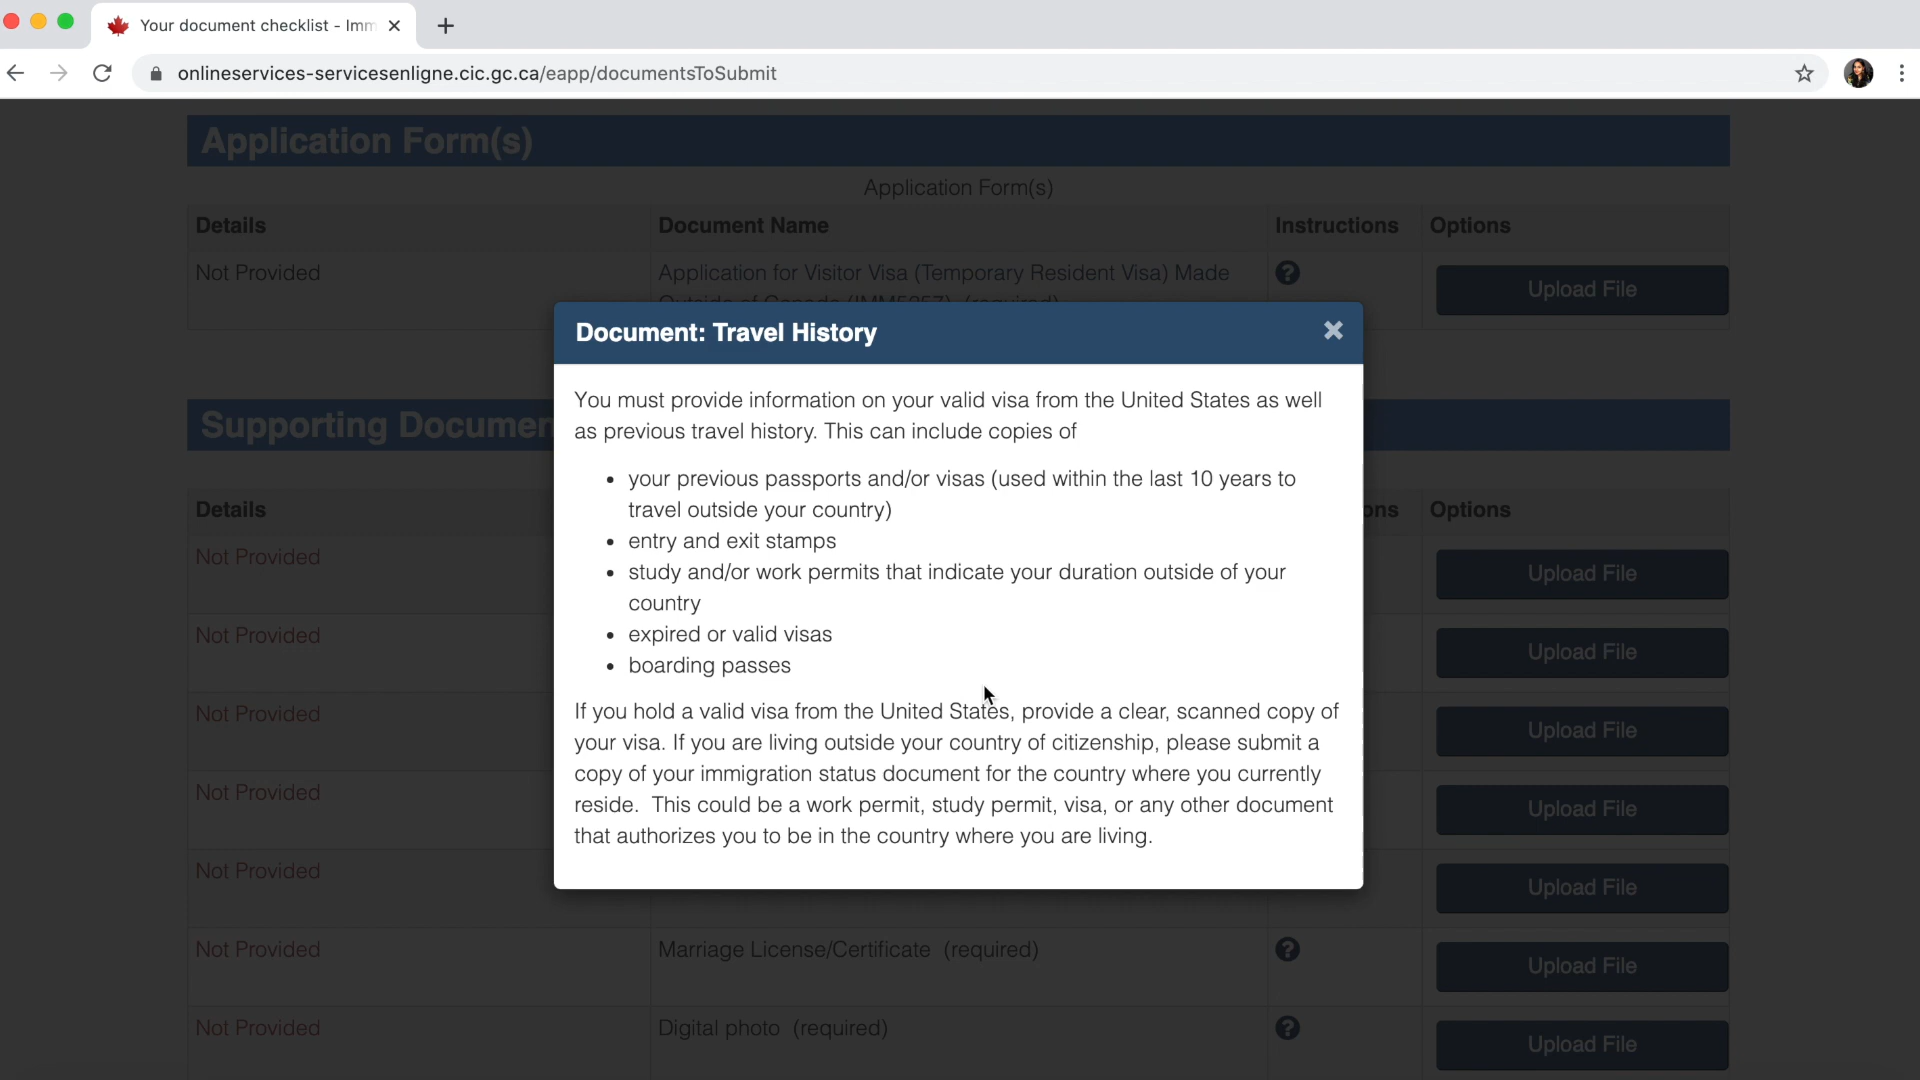 Your document checklist - Imm
onlineservices-servicesenligne.cic.gc.ca/eapp/documentsToSubmit
Application Form(s)
Application Form(s)
Details Document Name Instructions Options
Not Provided Application for Visitor Visa (Temporary Resident Visa) Made Upload File
Outside of Canada (IMM5257) (required)
Document: Travel History
You must provide information on your valid visa from the United States as well
as previous travel history. This can include copies of
• your previous passports and/or visas (used within the last 10 years to
travel outside your country)
• entry and exit stamps
• study and/or work permits that indicate your duration outside of your
country
• expired or valid visas
• boarding passes
If you hold a valid visa from the United States, provide a clear, scanned copy of
your visa. If you are living outside your country of citizenship, please submit a
copy of your immigration status document for the country where you currently
reside. This could be a work permit, study permit, visa, or any other document
that authorizes you to be in the country where you are living.
Supporting Documen
Details ons Options
Not Provided Upload File
Not Provided Upload File
Not Provided Upload File
Not Provided Upload File
Not Provided Upload File
Not Provided Marriage License/Certificate (required) ? Upload File
Not Provided Digital photo (required) ? Upload File